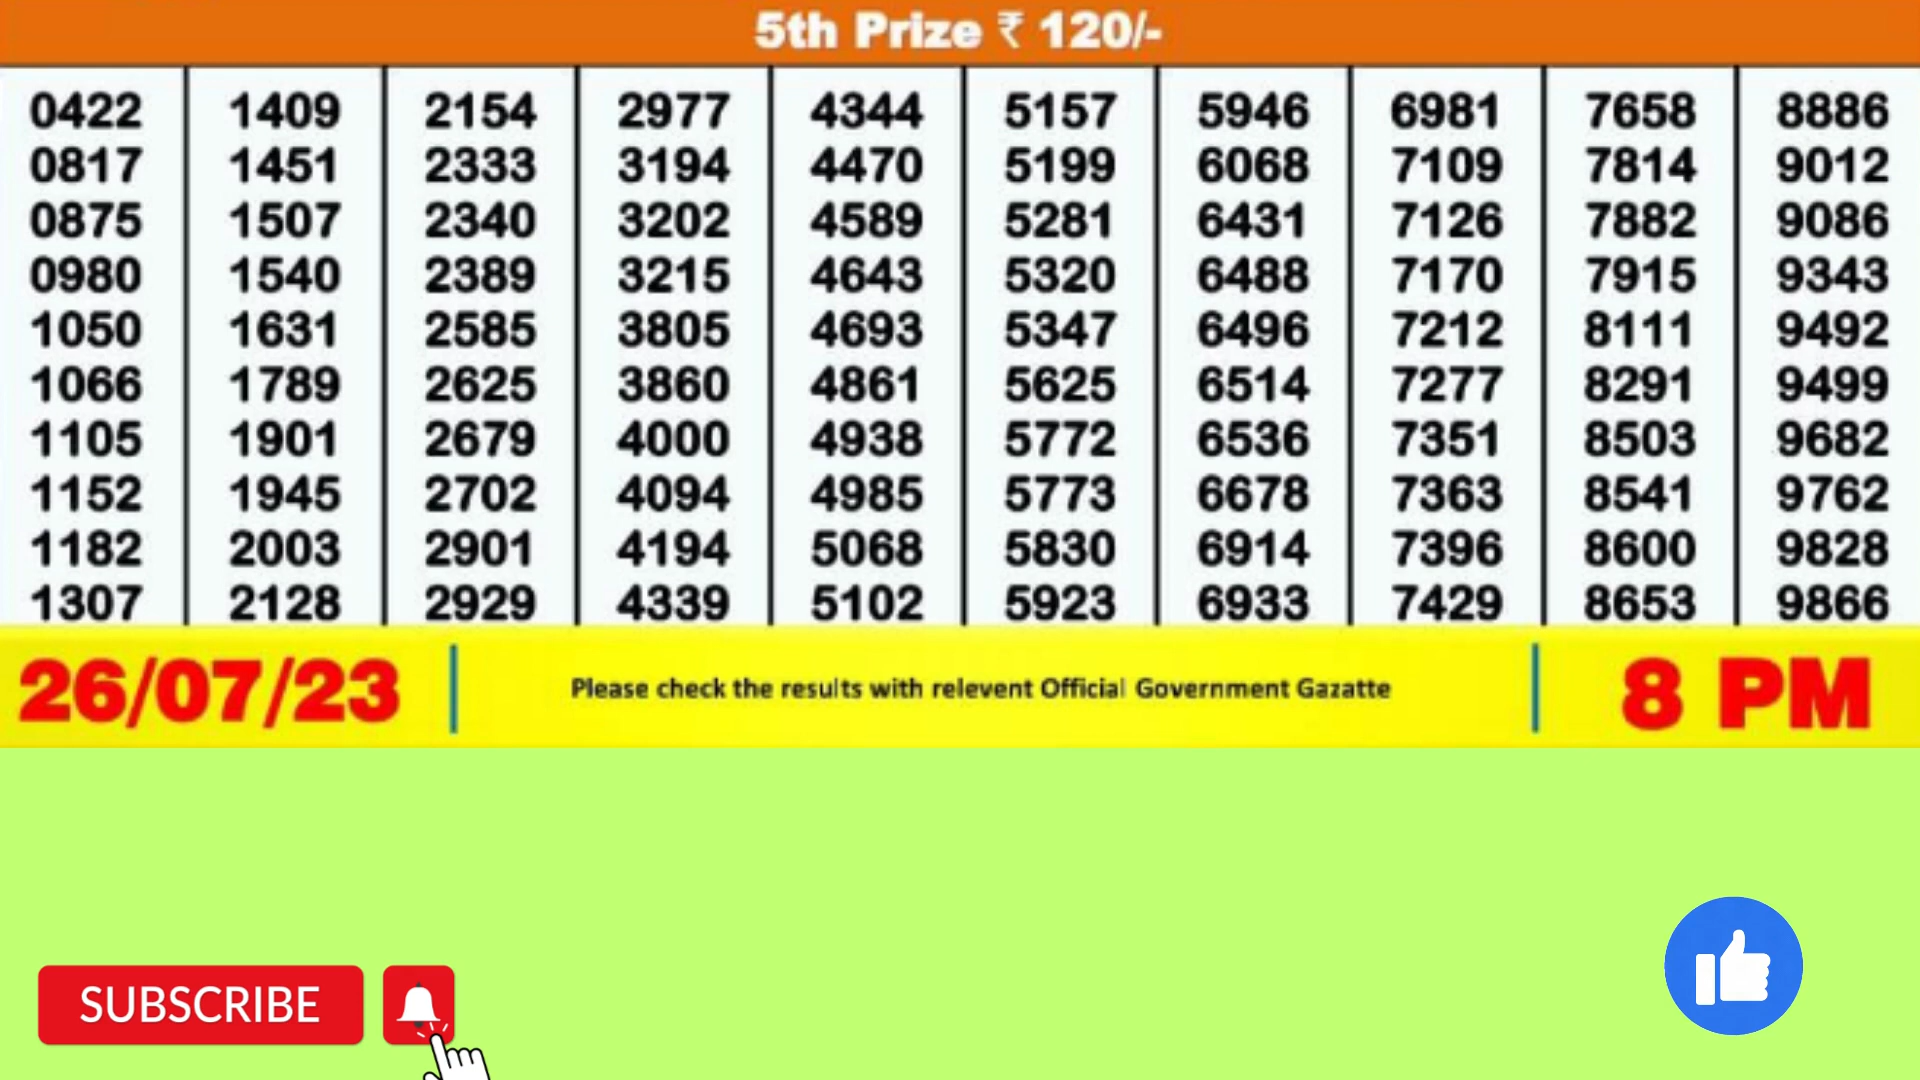 5th Prize ₹ 120/-
0422 1409 2154 2977 4344 5157 5946 6981 7658 8886
0817 1451 2333 3194 4470 5199 6068 7109 7814 9012
0875 1507 2340 3202 4589 5281 6431 7126 7882 9086
0980 1540 2389 3215 4643 5320 6488 7170 7915 9343
1050 1631 2585 3805 4693 5347 6496 7212 8111 9492
1066 1789 2625 3860 4861 5625 6514 7277 8291 9499
1105 1901 2679 4000 4938 5772 6536 7351 8503 9682
1152 1945 2702 4094 4985 5773 6678 7363 8541 9762
1182 2003 2901 4194 5068 5830 6914 7396 8600 9828
1307 2128 2929 4339 5102 5923 6933 7429 8653 9866
26/07/23 Please check the results with relevent Official Government Gazatte 8 PM
SUBSCRIBE